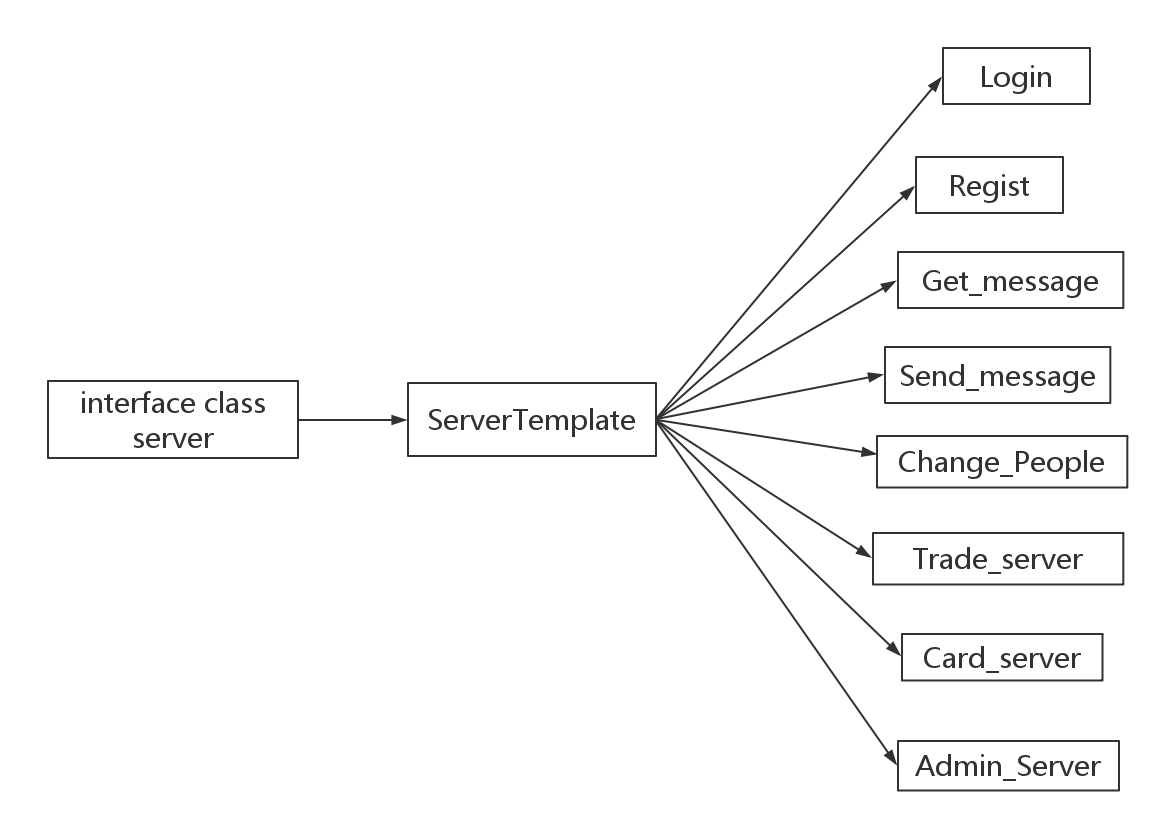 interface class
server
ServerTemplate
Login
Regist
Get_message
Send_message
Change_People
Trade_server
Card_server
Admin_Server